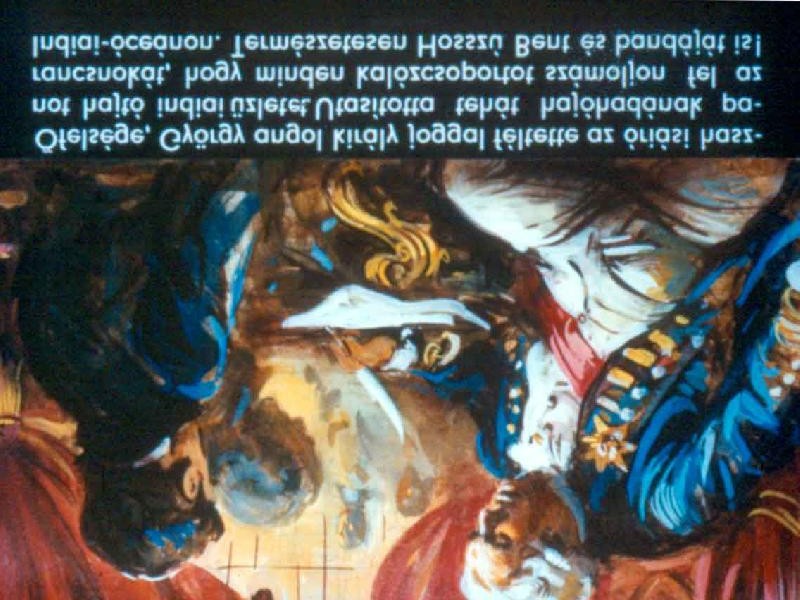 Őfelsége, György angol király joggal féltette az óriási hasz-
not hajtó indiai üzletet. Utasította tehát hajóhadának pa-
rancsnokát, hogy minden kalózcsoportot számoljon fel az
Indiai-óceánon. Természetesen Hosszú Bent és bandáját is!